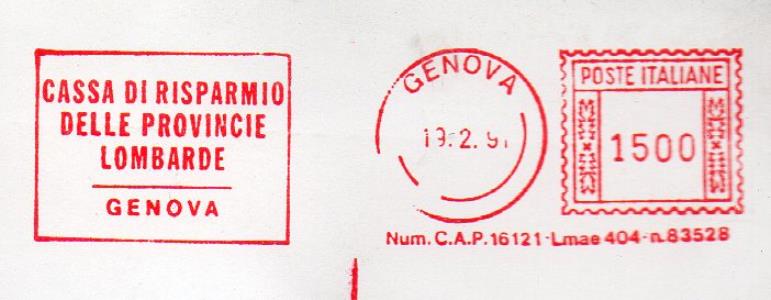 CASSA DI RISPARMIO
DELLE PROVINCIE
LOMBARDE
GENOVA
GENOVA
19.2.91
POSTE ITALIANE
1500
Num. C.A.P. 16121-Lmae 404-n.83528